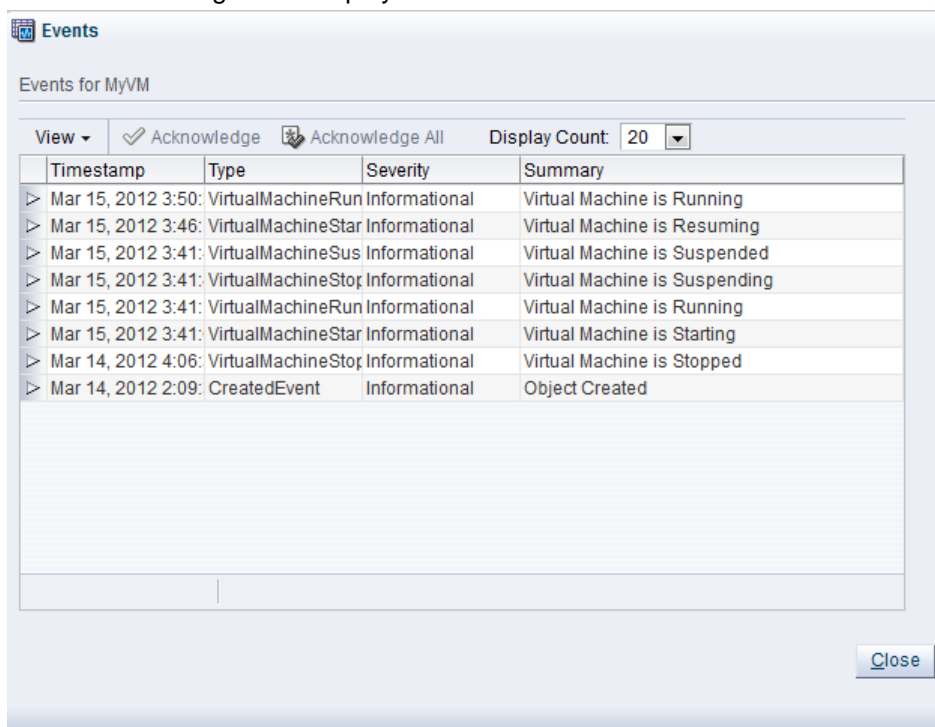 Events
Events for MyVM
View Acknowledge Acknowledge All Display Count: 20
Timestamp Type Severity Summary
Mar 15, 2012 3:50: VirtualMachineRun Informational Virtual Machine is Running
Mar 15, 2012 3:46: VirtualMachineStar Informational Virtual Machine is Resuming
Mar 15, 2012 3:41: VirtualMachineSus Informational Virtual Machine is Suspended
Mar 15, 2012 3:41: VirtualMachineStop Informational Virtual Machine is Suspending
Mar 15, 2012 3:41: VirtualMachineRun Informational Virtual Machine is Running
Mar 15, 2012 3:41: VirtualMachineStar Informational Virtual Machine is Starting
Mar 14, 2012 4:06: VirtualMachineStop Informational Virtual Machine is Stopped
Mar 14, 2012 2:09: CreatedEvent Informational Object Created
Close